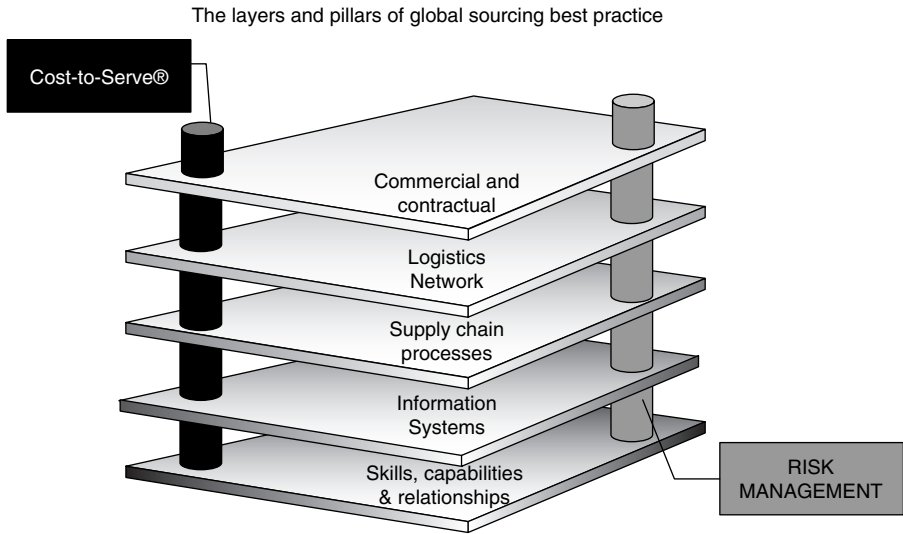 The layers and pillars of global sourcing best practice
Cost-to-Serve®
Commercial and
contractual
Logistics
Network
Supply chain
processes
Information
Systems
Skills, capabilities
& relationships
RISK
MANAGEMENT